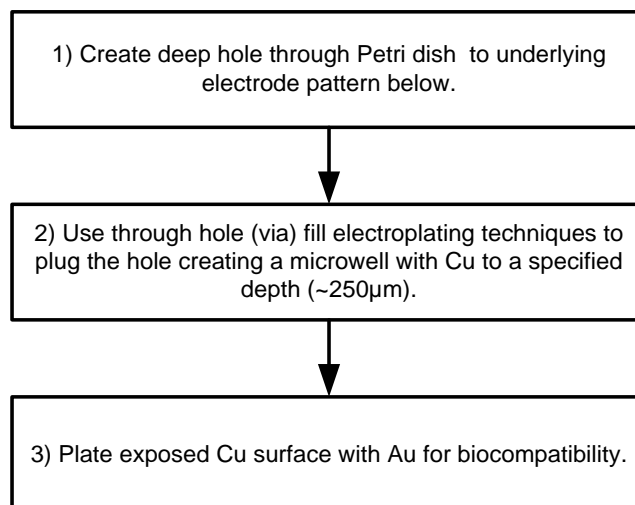 1) Create deep hole through Petri dish  to underlying
electrode pattern below.
2) Use through hole (via) fill electroplating techniques to
plug the hole creating a microwell with Cu to a specified
depth (~250µm).
3) Plate exposed Cu surface with Au for biocompatibility.